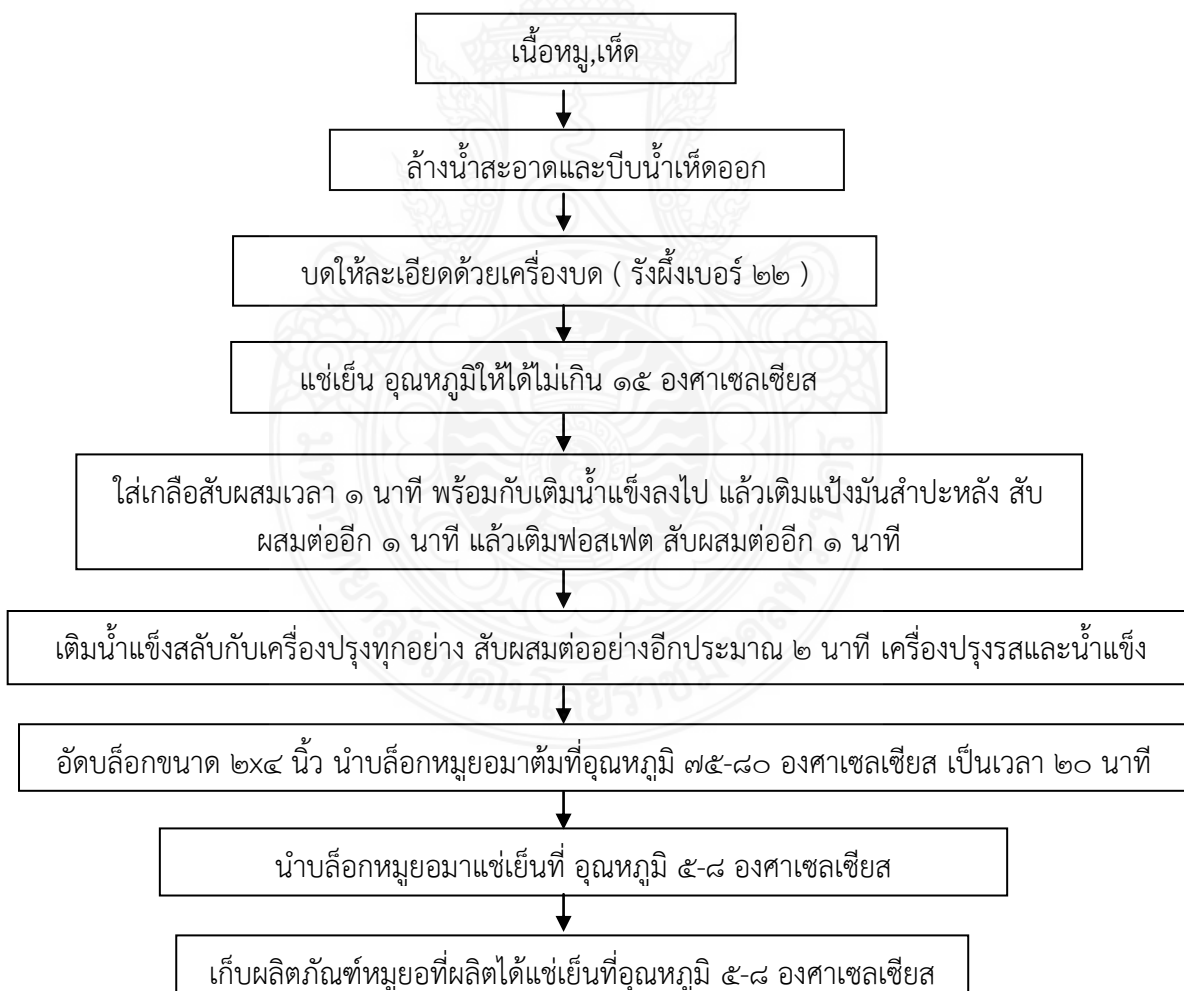 เนื้อหมู,เห็ด
ล้างน้ำสะอาดและบีบน้ำเห็ดออก
บดให้ละเอียดด้วยเครื่องบด ( รังผึ้งเบอร์ ๒๒ )
แช่เย็น อุณหภูมิให้ได้ไม่เกิน ๑๕ องศาเซลเซียส
ใส่เกลือสับผสมเวลา ๑ นาที พร้อมกับเติมน้ำแข็งลงไป แล้วเติมแป้งมันสำปะหลัง สับ
ผสมต่ออีก ๑ นาที แล้วเติมฟอสเฟต สับผสมต่ออีก ๑ นาที
เติมน้ำแข็งสลับกับเครื่องปรุงทุกอย่าง สับผสมต่ออย่างอีกประมาณ ๒ นาที เครื่องปรุงรสและน้ำแข็ง
อัดบล็อกขนาด ๒x๔ นิ้ว นำบล็อกหมูยอมาต้มที่อุณหภูมิ ๗๕-๘๐ องศาเซลเซียส เป็นเวลา ๒๐ นาที
นำบล็อกหมูยอมาแช่เย็นที่ อุณหภูมิ ๕-๘ องศาเซลเซียส
เก็บผลิตภัณฑ์หมูยอที่ผลิตได้แช่เย็นที่อุณหภูมิ ๕-๘ องศาเซลเซียส